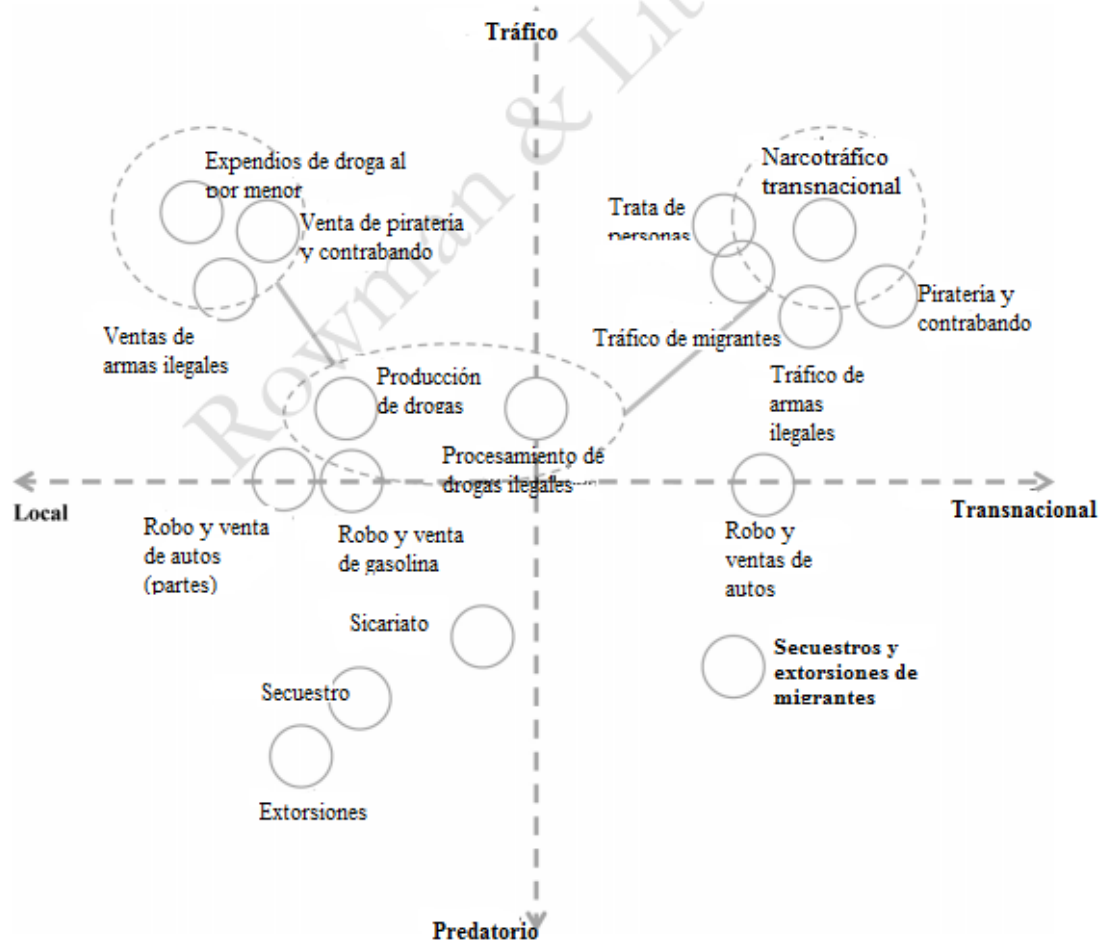 Tráfico
Rowman & Lit
Expendios de droga al
por menor
Venta de pirateria
y contrabando
Ventas de
armas ilegales
Narcotráfico
transnacional
Trata de
personas
Pirateria y
contrabando
Tráfico de migrantes
Tráfico de
armas
ilegales
Producción
de drogas
Procesamiento de
drogas ilegales
Local
Transnacional
Robo y venta
de autos
(partes)
Robo y venta
de gasolina
Robo y
ventas de
autos
Sicariato
Secuestros y
extorsiones de
migrantes
Secuestro
Extorsiones
Predatorio